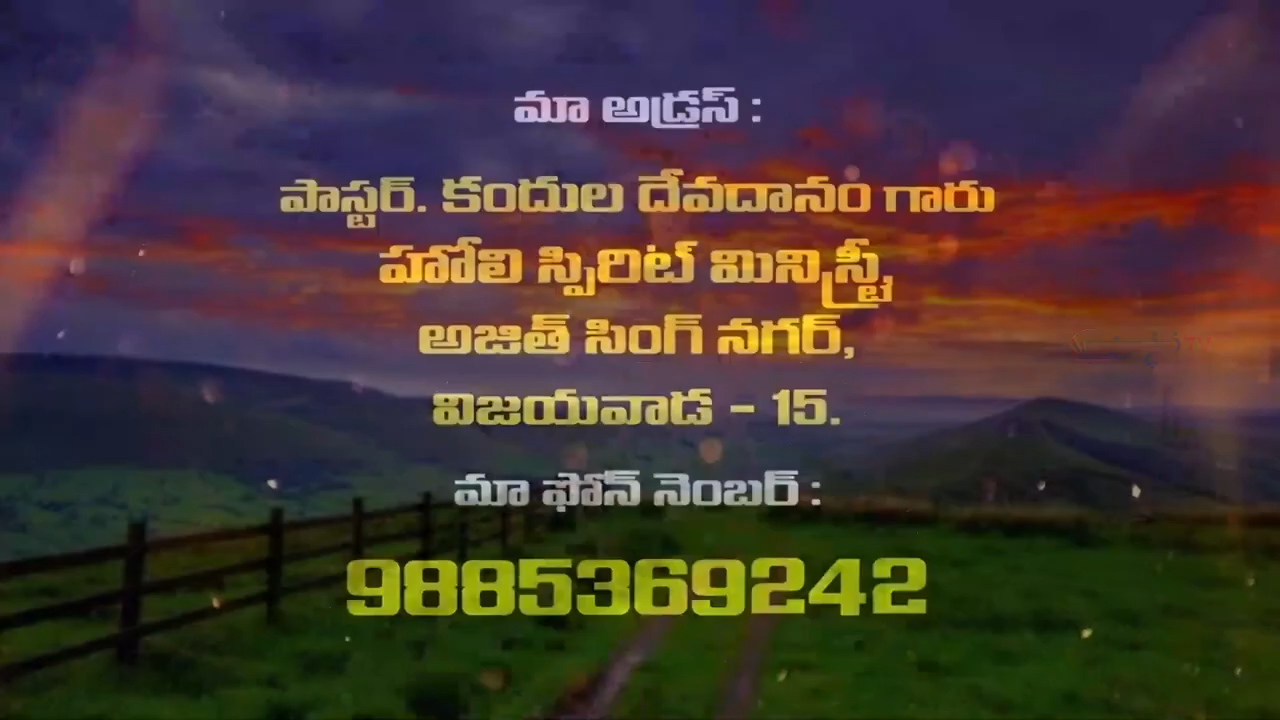 మా అడ్రస్ :
పాస్టర్. కందుల దేవదానం గారు
హోలి స్పిరిట్ మినిస్ట్రీ,
అజిత్ సింగ్ నగర్,
విజయవాడ - 15.
మా ఫోన్ నెంబర్ :
9885369242